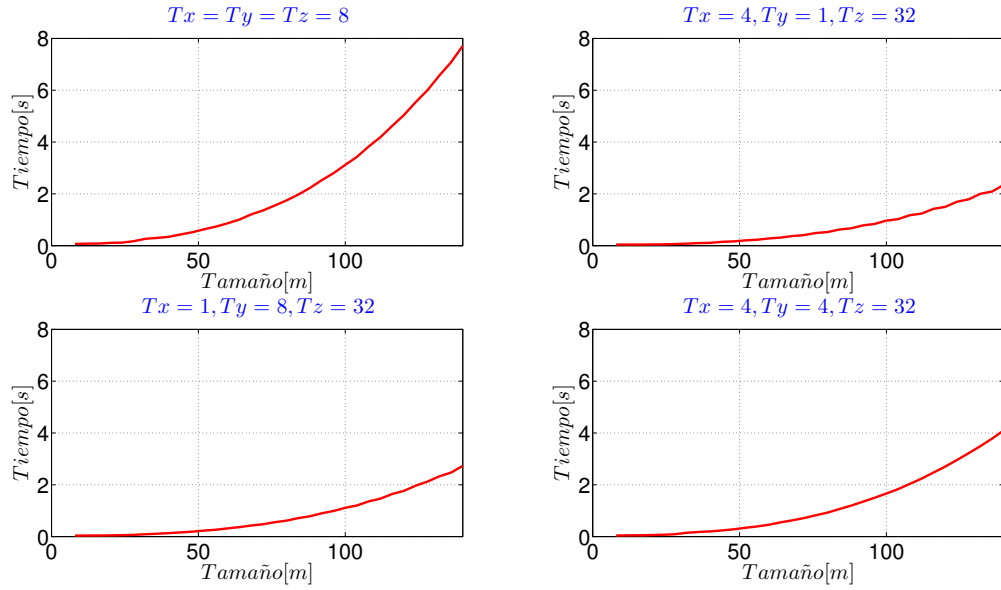 Tx = Ty = Tz = 8
8
6
4
2
0
0
50
100
Tiempo[s]
Tamaño[m]
Tx = 4, Ty = 1, Tz = 32
8
6
4
2
0
0
50
100
Tiempo[s]
Tamaño[m]
Tx = 1, Ty = 8, Tz = 32
8
6
4
2
0
0
50
100
Tiempo[s]
Tamaño[m]
Tx = 4, Ty = 4, Tz = 32
8
6
4
2
0
0
50
100
Tiempo[s]
Tamaño[m]